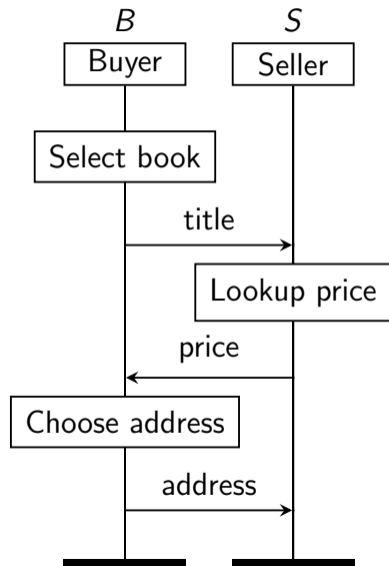 B S
Buyer Seller
Select book
title
Lookup price
price
Choose address
address